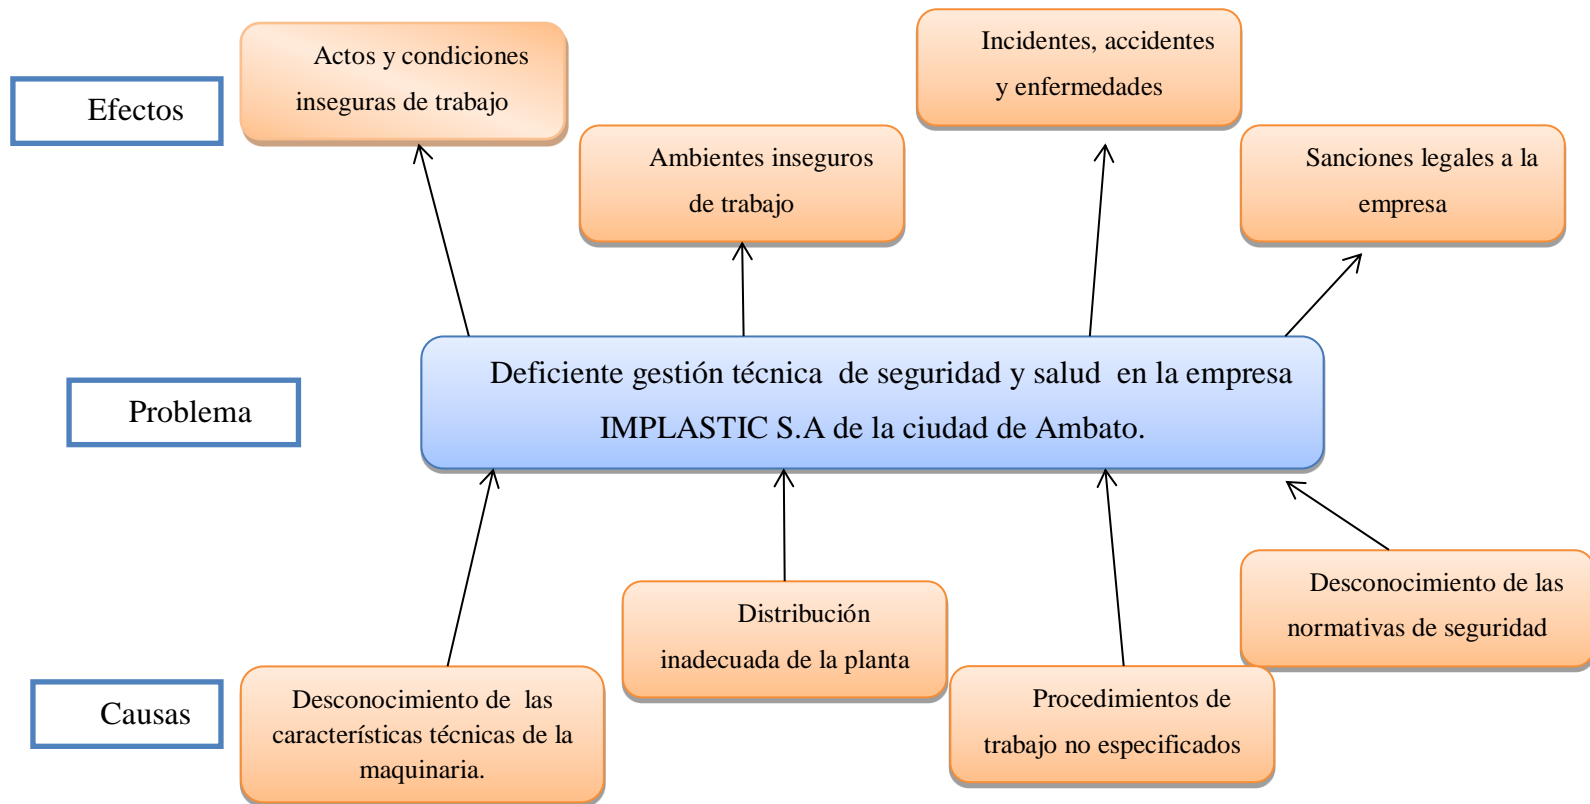 Efectos
Actos y condiciones
inseguras de trabajo
Ambientes inseguros
de trabajo
Incidentes, accidentes
y enfermedades
Sanciones legales a la
empresa
Problema
Deficiente gestión técnica de seguridad y salud en la empresa
IMPLASTIC S.A de la ciudad de Ambato.
Causas
Desconocimiento de las
características técnicas de la
maquinaria.
Distribución
inadecuada de la planta
Procedimientos de
trabajo no especificados
Desconocimiento de las
normativas de seguridad